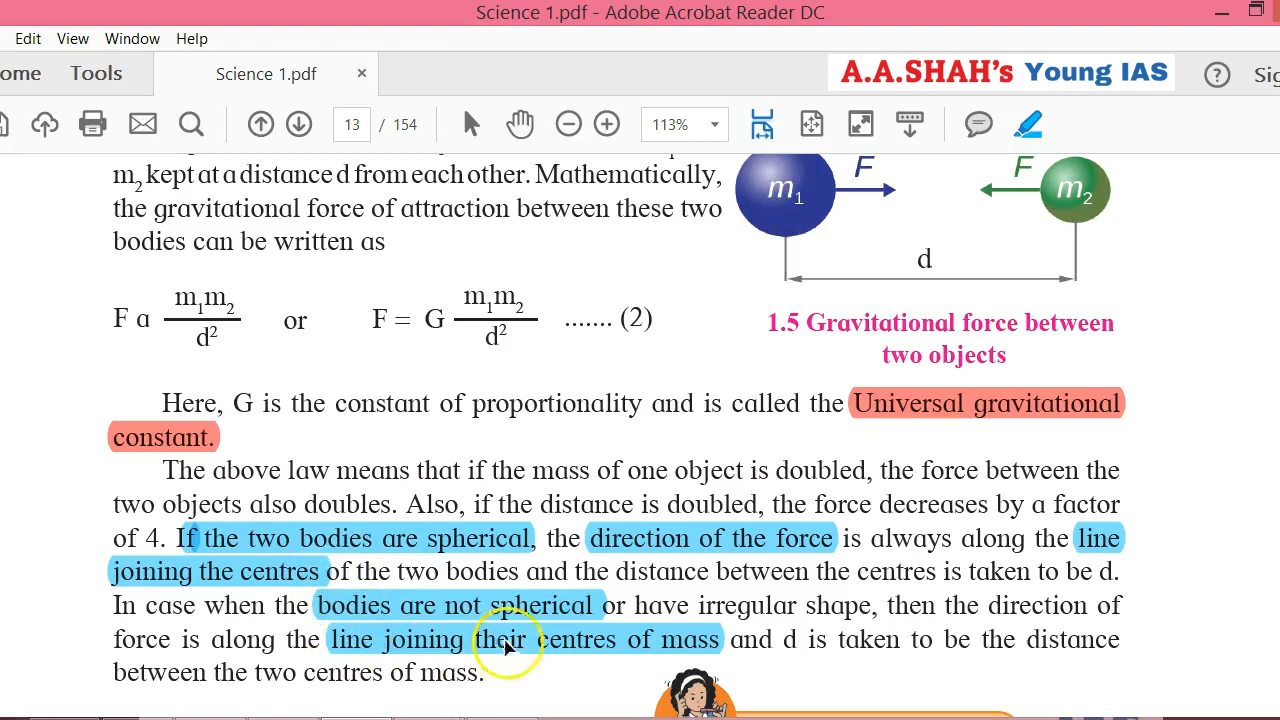 Science 1.pdf - Adobe Acrobat Reader DC
Edit View Window Help
ome Tools Science 1.pdf × A.A.SHAH's Young IAS ? Sig
13 / 154 113%
m₂ kept at a distance d from each other. Mathematically,
the gravitational force of attraction between these two
bodies can be written as
F F
m₁ m₂
d
F α m₁m₂/d² or F = G m₁m₂/d² ....... (2)
1.5 Gravitational force between
two objects
Here, G is the constant of proportionality and is called the Universal gravitational
constant.
The above law means that if the mass of one object is doubled, the force between the
two objects also doubles. Also, if the distance is doubled, the force decreases by a factor
of 4. If the two bodies are spherical, the direction of the force is always along the line
joining the centres of the two bodies and the distance between the centres is taken to be d.
In case when the bodies are not spherical or have irregular shape, then the direction of
force is along the line joining their centres of mass and d is taken to be the distance
between the two centres of mass.